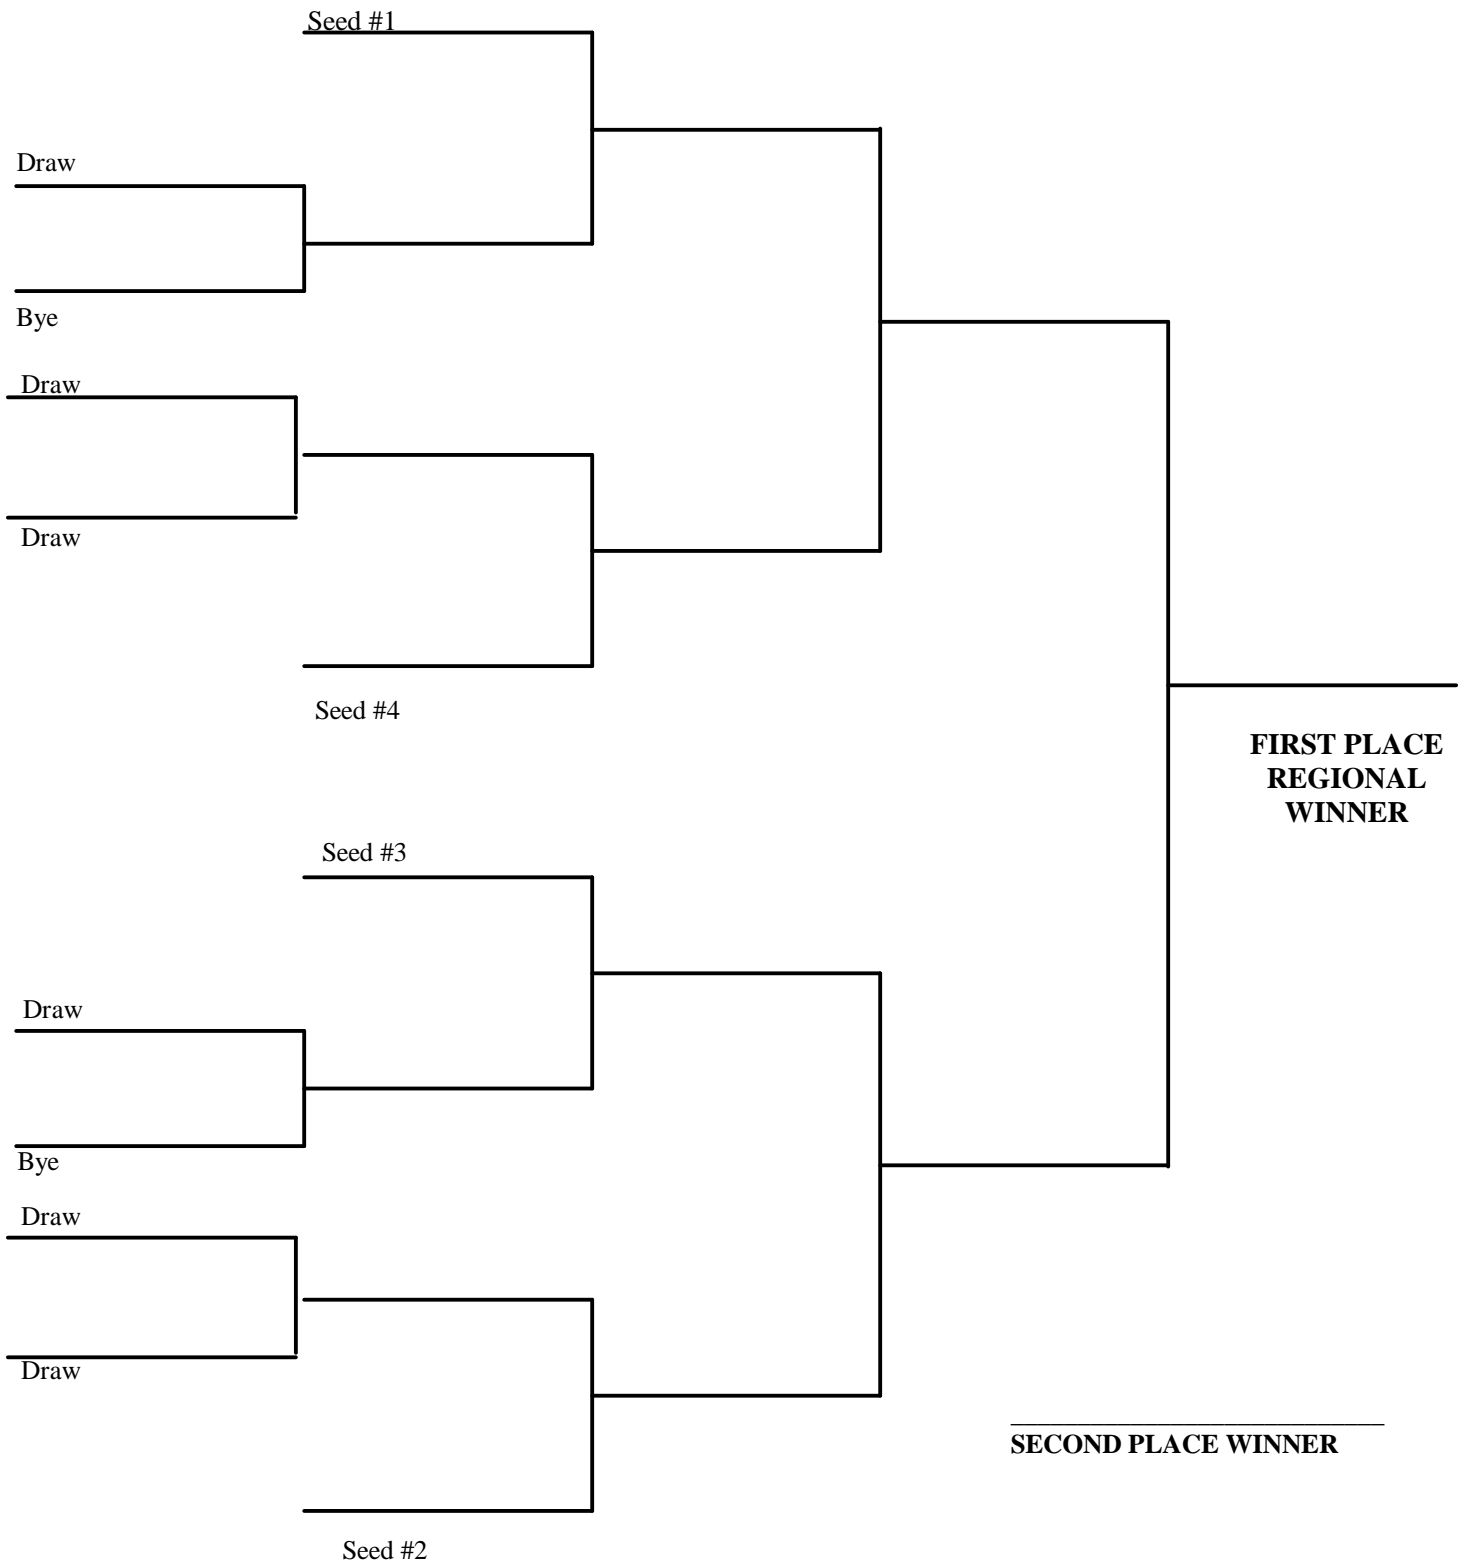 Seed #1
Draw
Bye
Draw
Draw
Seed #4
FIRST PLACE
REGIONAL
WINNER
Seed #3
Draw
Bye
Draw
Draw
SECOND PLACE WINNER
Seed #2